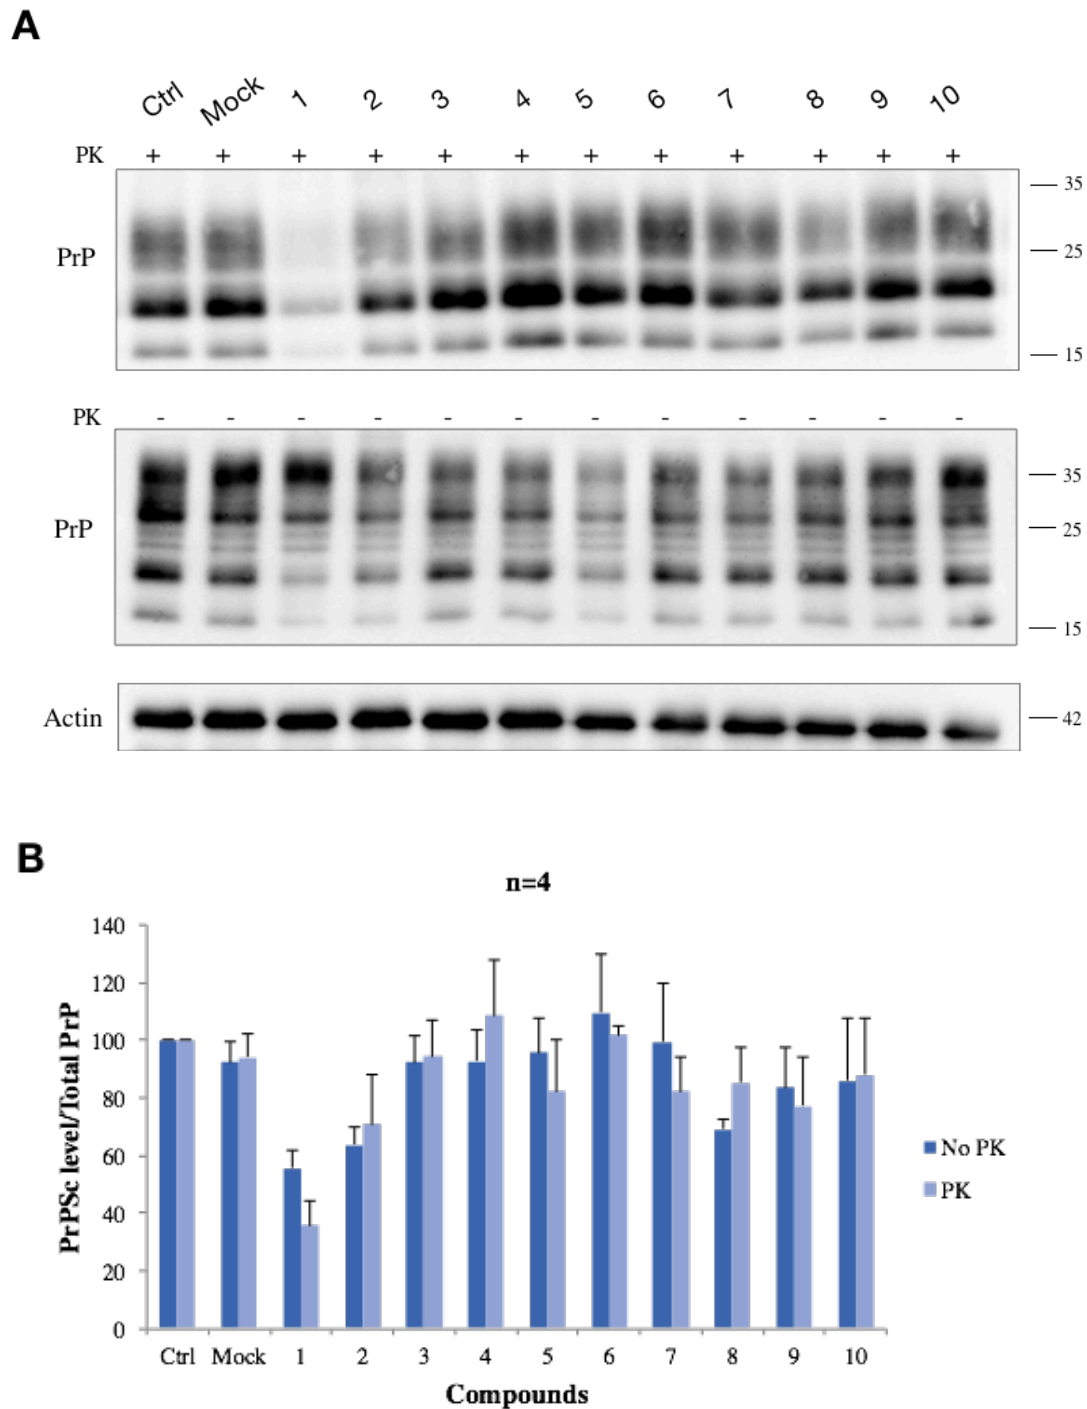 A
Ctrl Mock 1 2 3 4 5 6 7 8 9 10
PK + + + + + + + + + + + +
35
PrP
25
15
PK - - - - - - - - - - - -
35
PrP
25
15
Actin
42
B
n=4
140
120
100
80
60
40
20
0
PrPSc level/Total PrP
No PK
PK
Ctrl Mock 1 2 3 4 5 6 7 8 9 10
Compounds